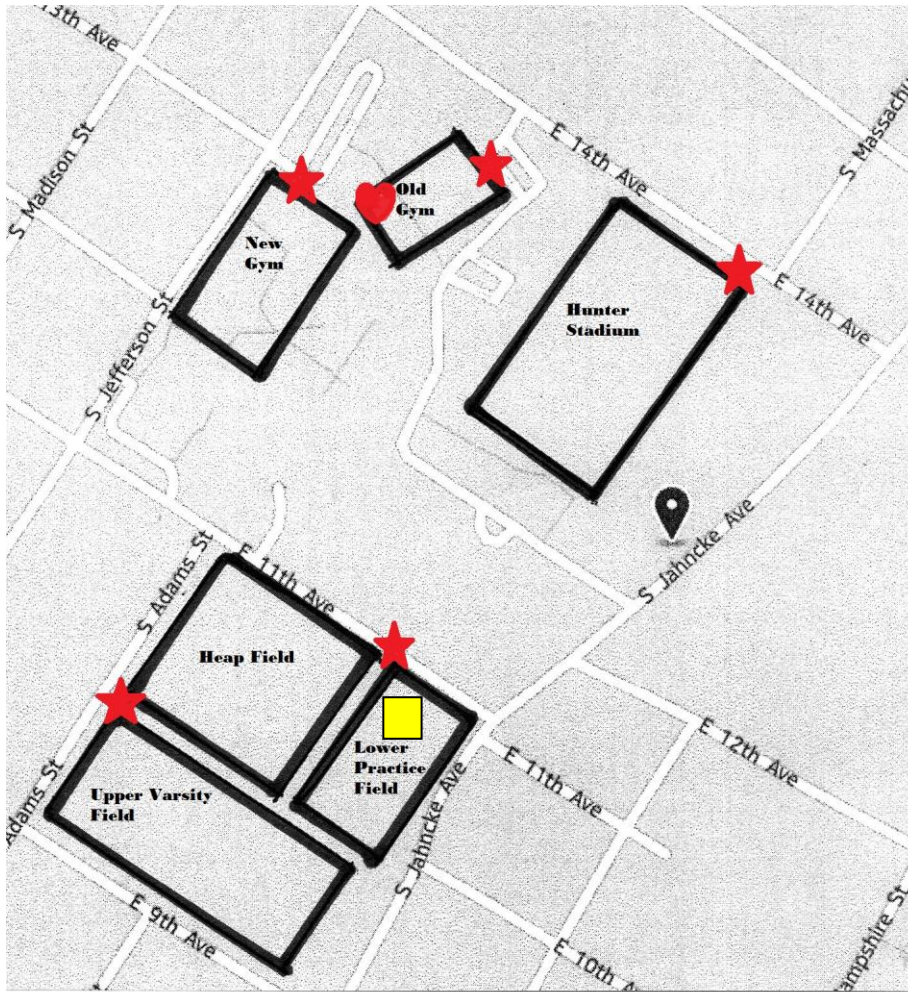 13th Ave
S Madison St
E 14th Ave
S Massachu
Old
Gym
New
Gym
Hunter
Stadium
E 14th Ave
S Jefferson St
S Jahncke Ave
S Adams St
E 11th Ave
Heap Field
Lower
Practice
Field
Upper Varsity
Field
Adams St
E 12th Ave
E 11th Ave
S Jahncke Ave
E 9th Ave
E 10th Ave
ampshire St